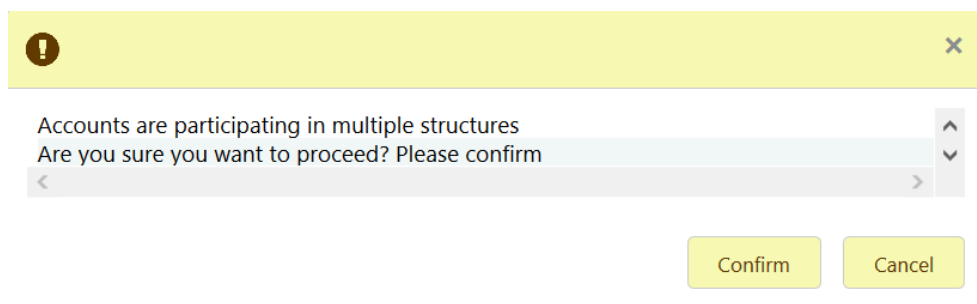 Accounts are participating in multiple structures
Are you sure you want to proceed? Please confirm
Confirm
Cancel